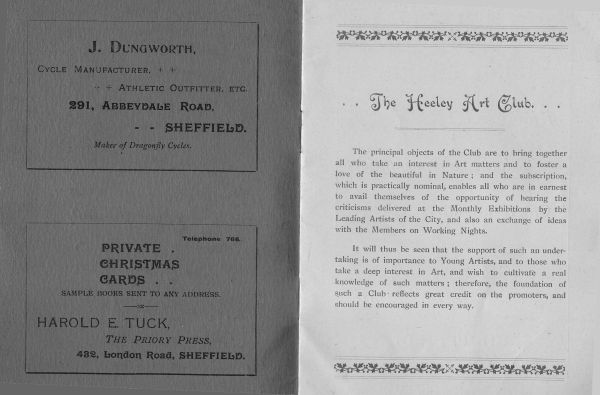 J. Dungworth,
Cycle Manufacturer, + +
+ + Athletic Outfitter, etc.
291, Abbeydale Road,
- - SHEFFIELD.
Maker of Dragonfly Cycles.
Telephone 766.
PRIVATE .
CHRISTMAS
CARDS . .
SAMPLE BOOKS SENT TO ANY ADDRESS.
HAROLD E. TUCK,
THE PRIORY PRESS,
432, London Road, SHEFFIELD.
. . The Heeley Art Club. . .
The principal objects of the Club are to bring together
all who take an interest in Art matters and to foster a
love of the beautiful in Nature; and the subscription,
which is practically nominal, enables all who are in earnest
to avail themselves of the opportunity of hearing the
criticisms delivered at the Monthly Exhibitions by the
Leading Artists of the City, and also an exchange of ideas
with the Members on Working Nights.
It will thus be seen that the support of such an under-
taking is of importance to Young Artists, and to those who
take a deep interest in Art, and wish to cultivate a real
knowledge of such matters; therefore, the foundation of
such a Club reflects great credit on the promoters, and
should be encouraged in every way.